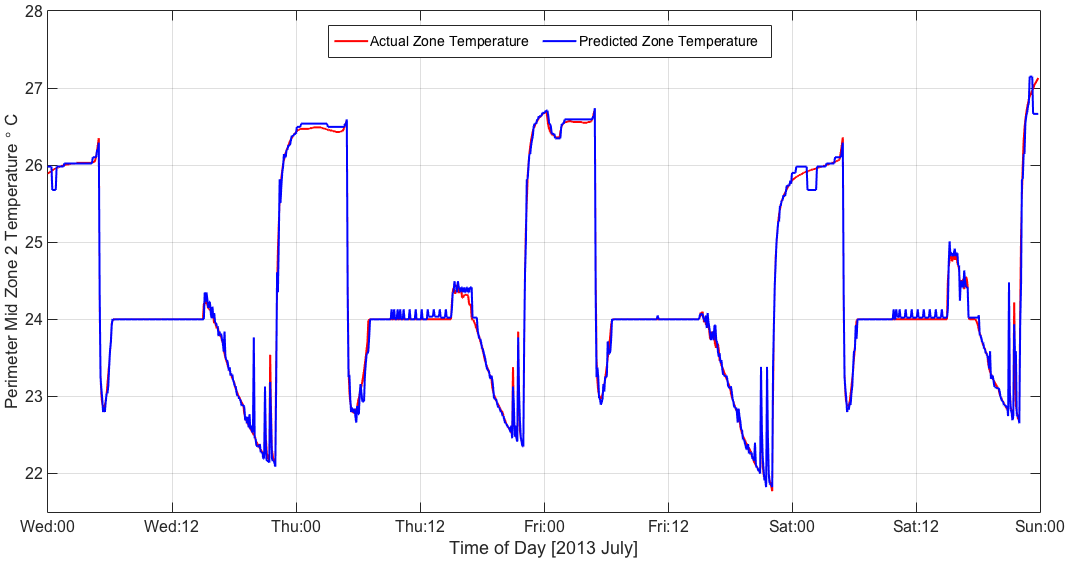 28
27
26
25
24
23
22
Perimeter Mid Zone 2 Temperature ° C
Actual Zone Temperature
Predicted Zone Temperature
Wed:00 Wed:12 Thu:00 Thu:12 Fri:00 Fri:12 Sat:00 Sat:12 Sun:00
Time of Day [2013 July]